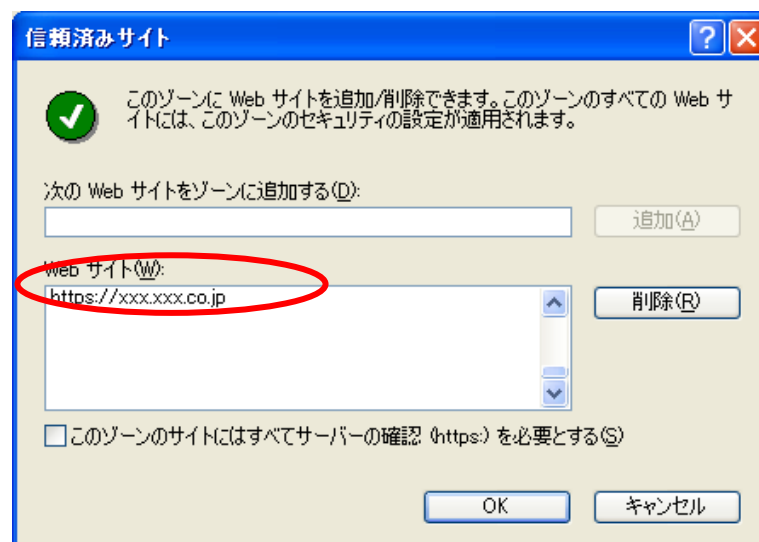 信頼済みサイト
このゾーンに Web サイトを追加/削除できます。このゾーンのすべての Web サ
イトには、このゾーンのセキュリティの設定が適用されます。
次の Web サイトをゾーンに追加する(D):
追加(A)
Web サイト(W):
https://xxx.xxx.co.jp
削除(R)
このゾーンのサイトにはすべてサーバーの確認 (https:) を必要とする(S)
OK
キャンセル